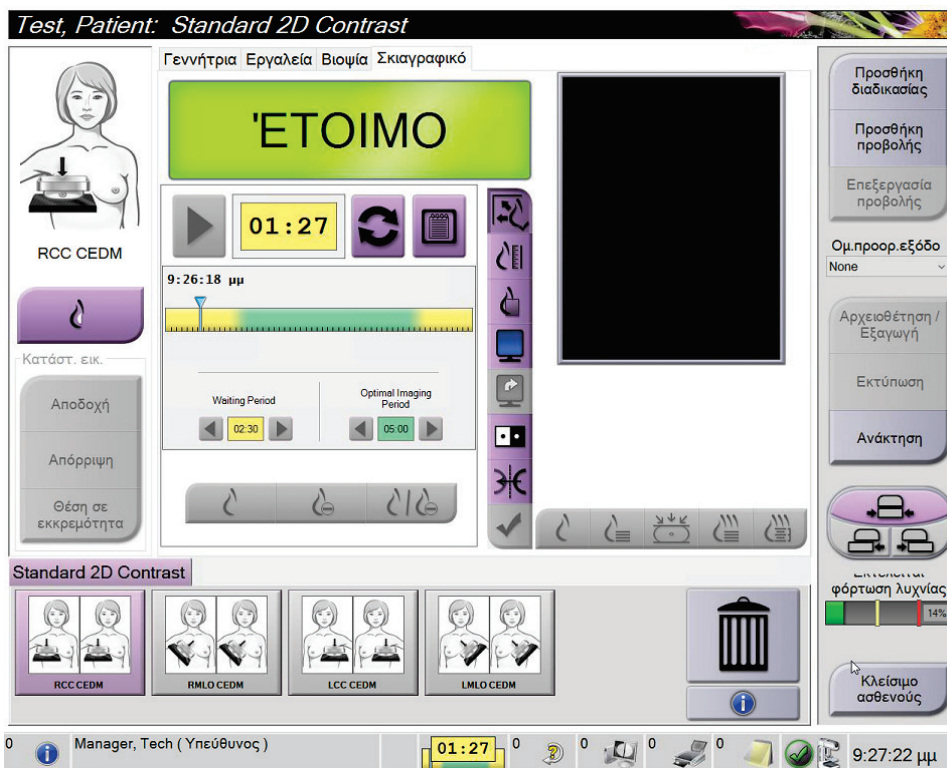 Test, Patient: Standard 2D Contrast
Γεννήτρια Εργαλεία Βιοψία Σκιαγραφικό
ΈΤΟΙΜΟ
01:27
9:26:18 μμ
Waiting Period
Optimal Imaging
Period
02:30
05:00
RCC CEDM
Κατάστ. εικ.
Αποδοχή
Απόρριψη
Θέση σε
εκκρεμότητα
Προσθήκη
διαδικασίας
Προσθήκη
προβολής
Επεξεργασία
προβολής
Ομ.προορ.εξόδο
None
Αρχειοθέτηση /
Εξαγωγή
Εκτύπωση
Ανάκτηση
φόρτωση λυχνίας
14%
Κλείσιμο
ασθενούς
Standard 2D Contrast
RCC CEDM
RMLO CEDM
LCC CEDM
LMLO CEDM
0
Manager, Tech ( Υπεύθυνος )
01:27
0
0
0
0
9:27:22 μμ